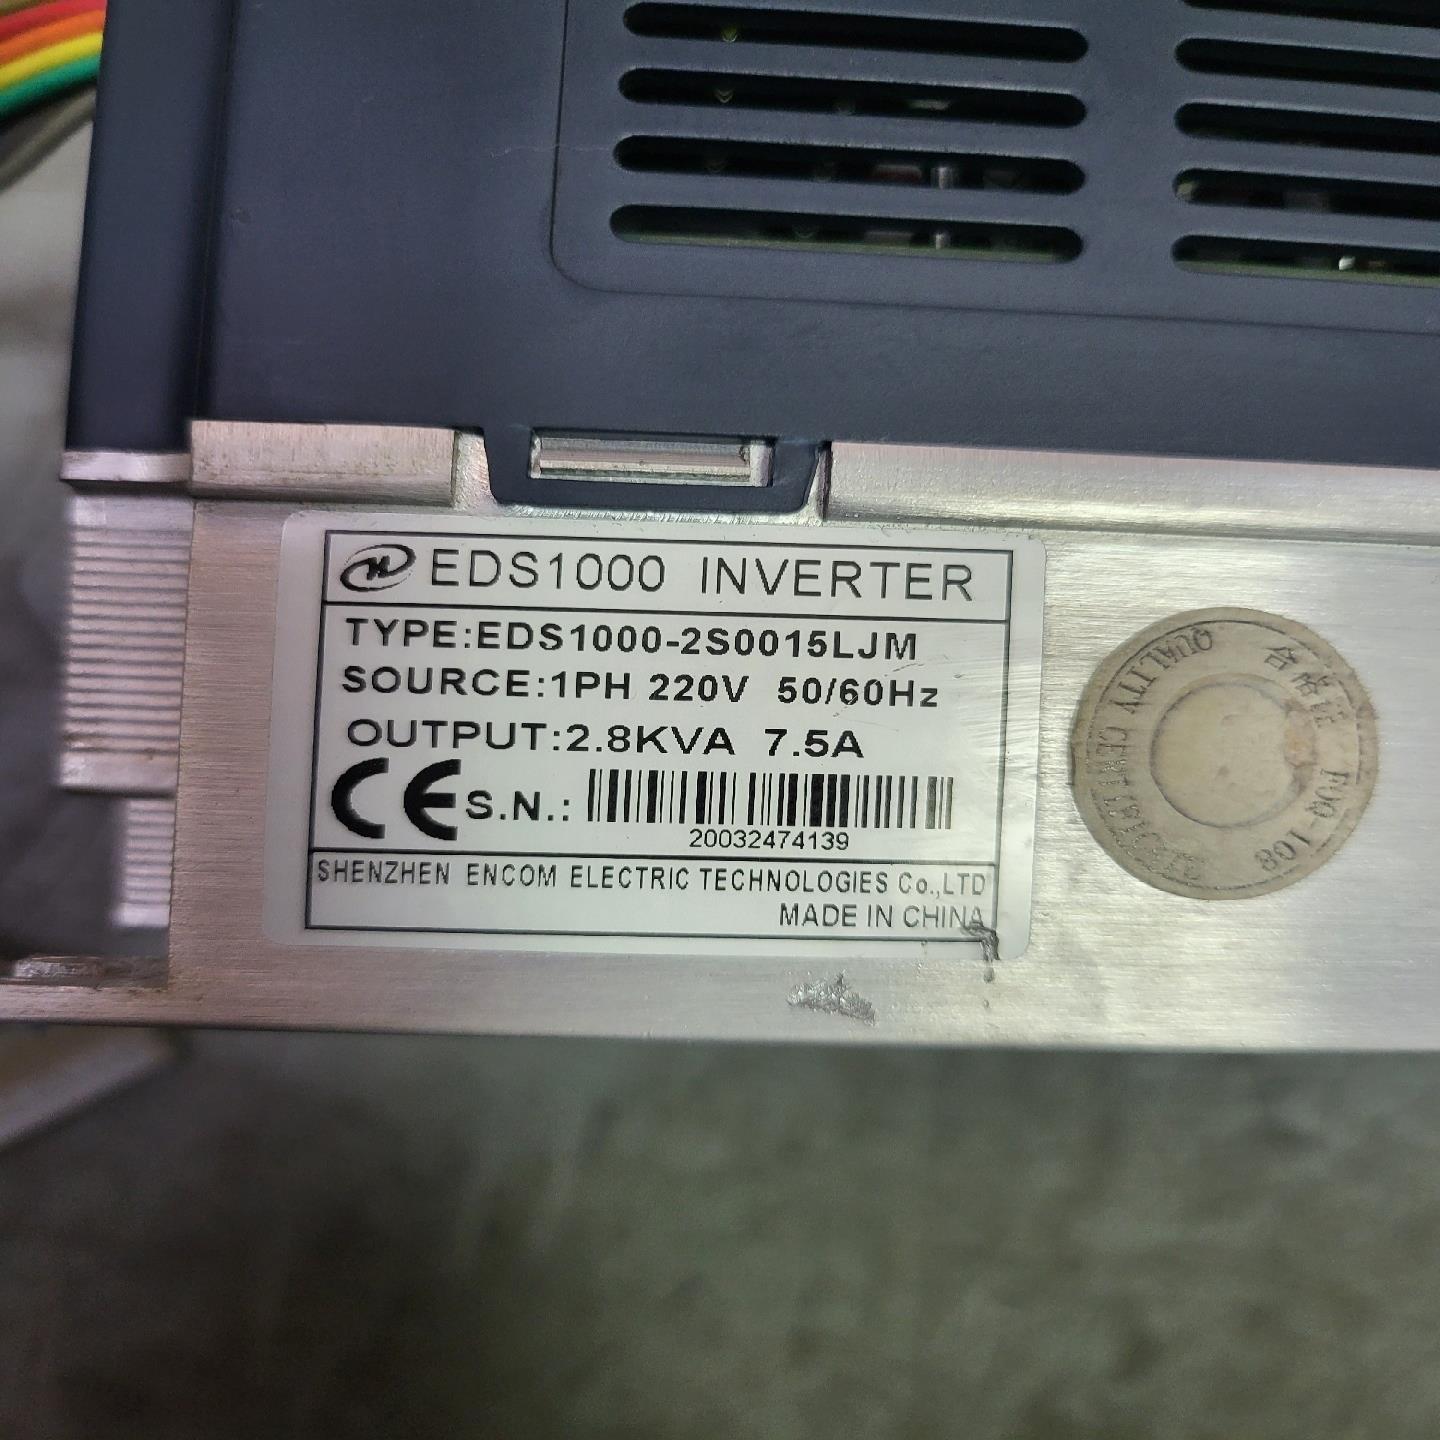 EDS1000 INVERTER
TYPE:EDS1000-2S0015LJM
SOURCE:1PH 220V 50/60Hz
OUTPUT:2.8KVA 7.5A
CE S.N.:
20032474139
SHENZHEN ENCOM ELECTRIC TECHNOLOGIES Co.,LTD
MADE IN CHINA
QUALITY CERTIFICATE
合格证